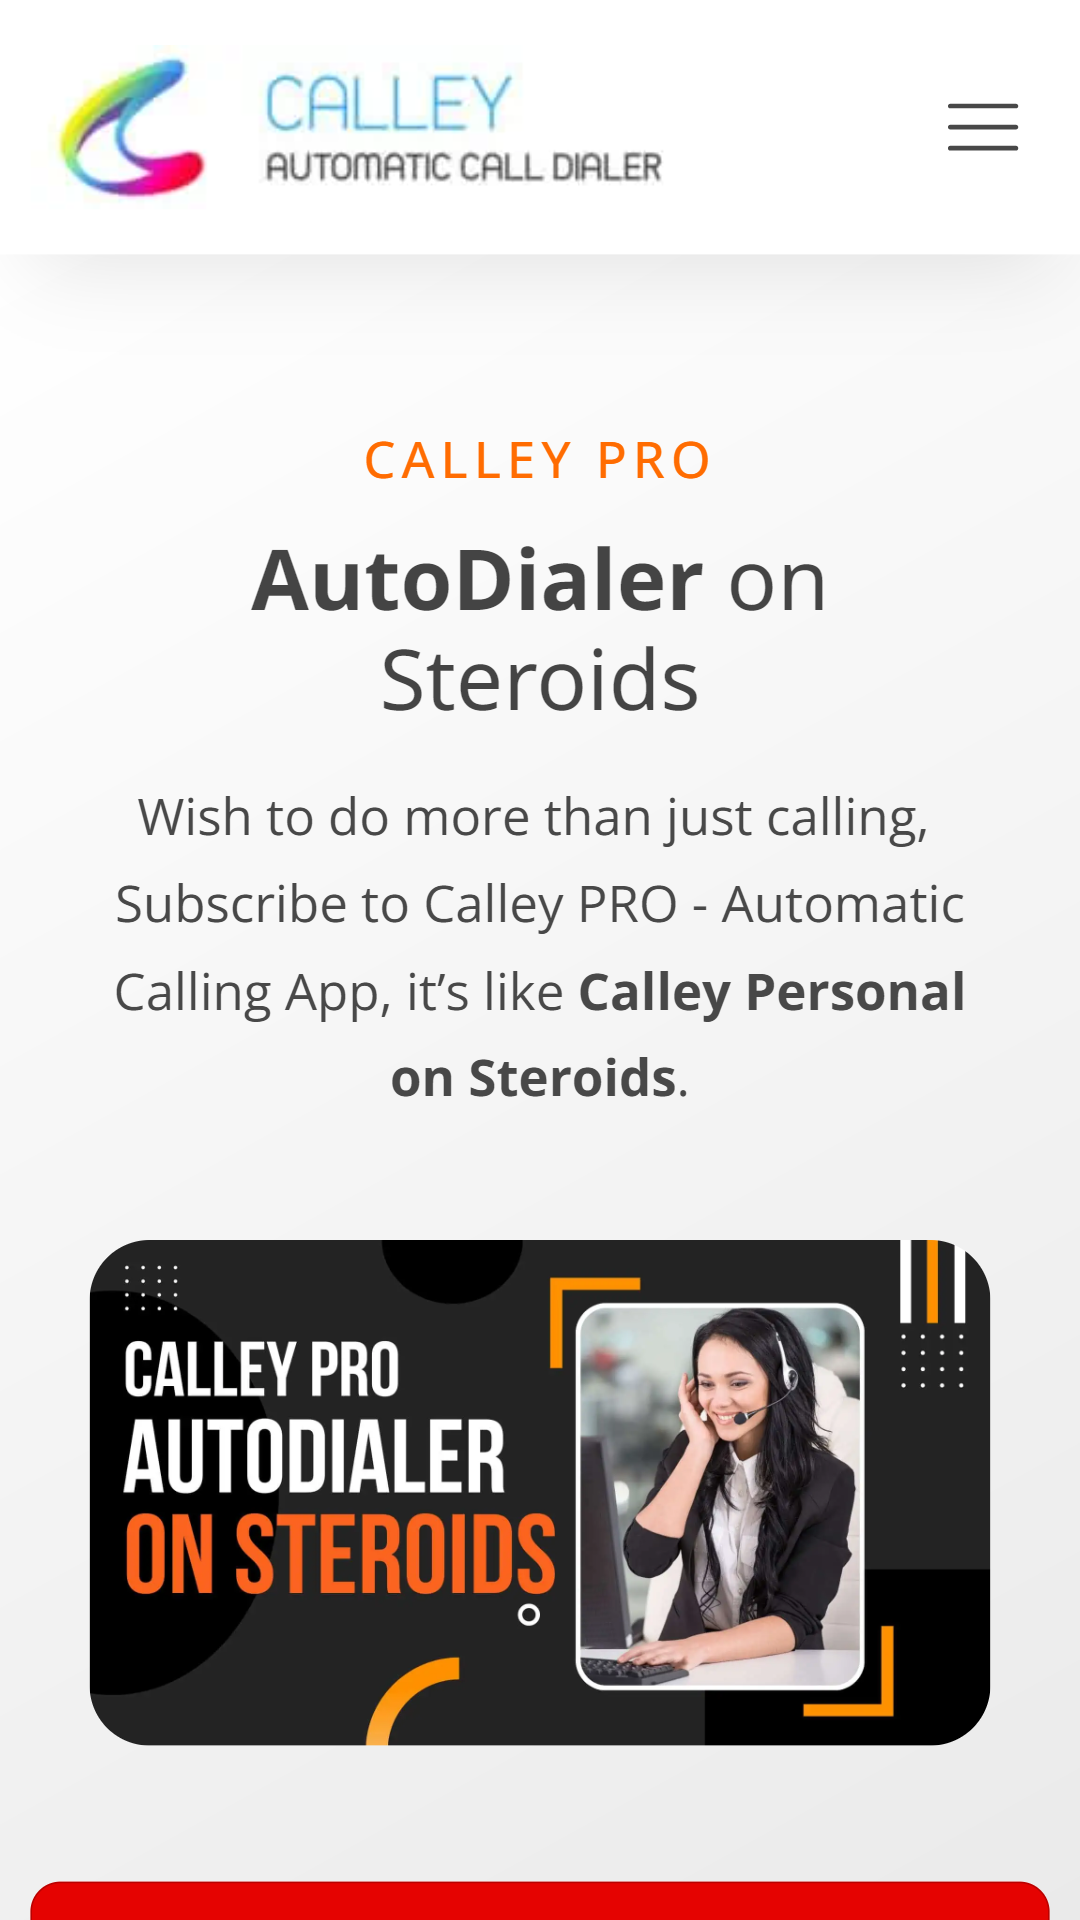 CALLEY
AUTOMATIC CALL DIALER
CALLEY PRO
AutoDialer on
Steroids
Wish to do more than just calling,
Subscribe to Calley PRO - Automatic
Calling App, it’s like Calley Personal
on Steroids.
CALLEY PRO
AUTODIALER
ON STEROIDS